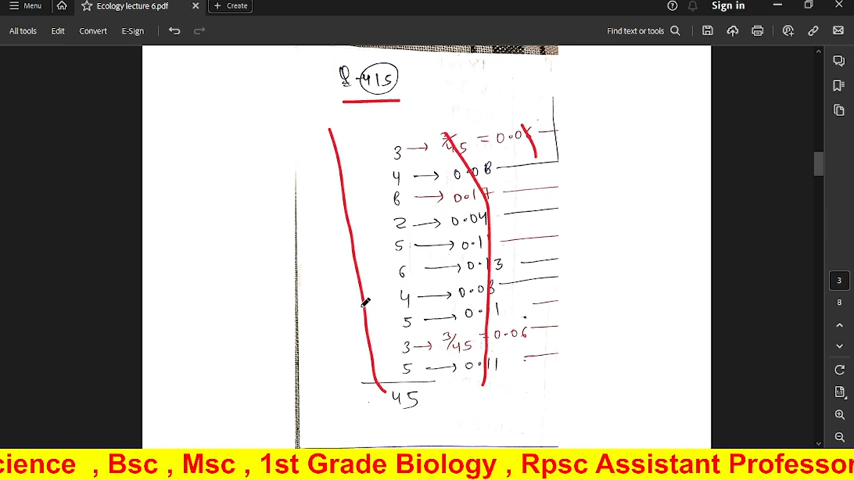 Ecology lecture 6.pdf
+ Create
Sign in
Menu
All tools Edit Convert E-Sign
Find text or tools
415
3 → 3/45 = 0.06
4 → 0.08
8 → 0.17
2 → 0.04
5 → 0.11
6 → 0.13
4 → 0.08
5 → 0.11
3 → 3/45 = 0.06
5 → 0.11
45
3
8
cience , Bsc , Msc , 1st Grade Biology , Rpsc Assistant Professor